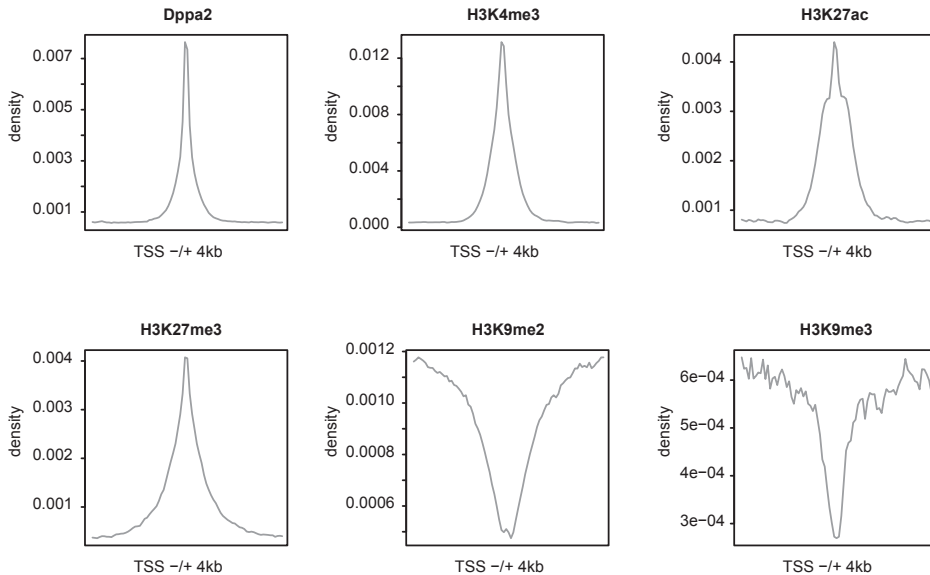 Dppa2
H3K4me3
H3K27ac
density
0.007
0.005
0.003
0.001
TSS −/+ 4kb
density
0.012
0.008
0.004
0.000
TSS −/+ 4kb
density
0.004
0.003
0.002
0.001
TSS −/+ 4kb
H3K27me3
H3K9me2
H3K9me3
density
0.004
0.003
0.002
0.001
TSS −/+ 4kb
density
0.0012
0.0010
0.0008
0.0006
TSS −/+ 4kb
density
6e−04
5e−04
4e−04
3e−04
TSS −/+ 4kb